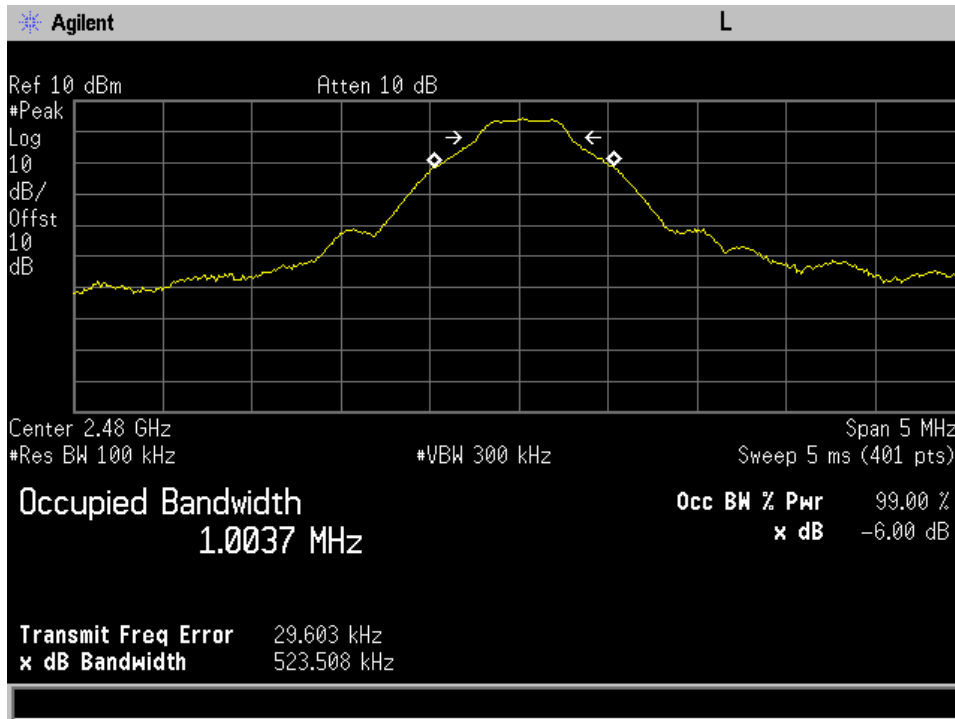 Agilent L
Ref 10 dBm Atten 10 dB
#Peak
Log
10
dB/
Offst
10
dB
Center 2.48 GHz Span 5 MHz
#Res BW 100 kHz #VBW 300 kHz Sweep 5 ms (401 pts)
Occupied Bandwidth Occ BW % Pwr 99.00 %
1.0037 MHz x dB -6.00 dB
Transmit Freq Error 29.603 kHz
x dB Bandwidth 523.508 kHz